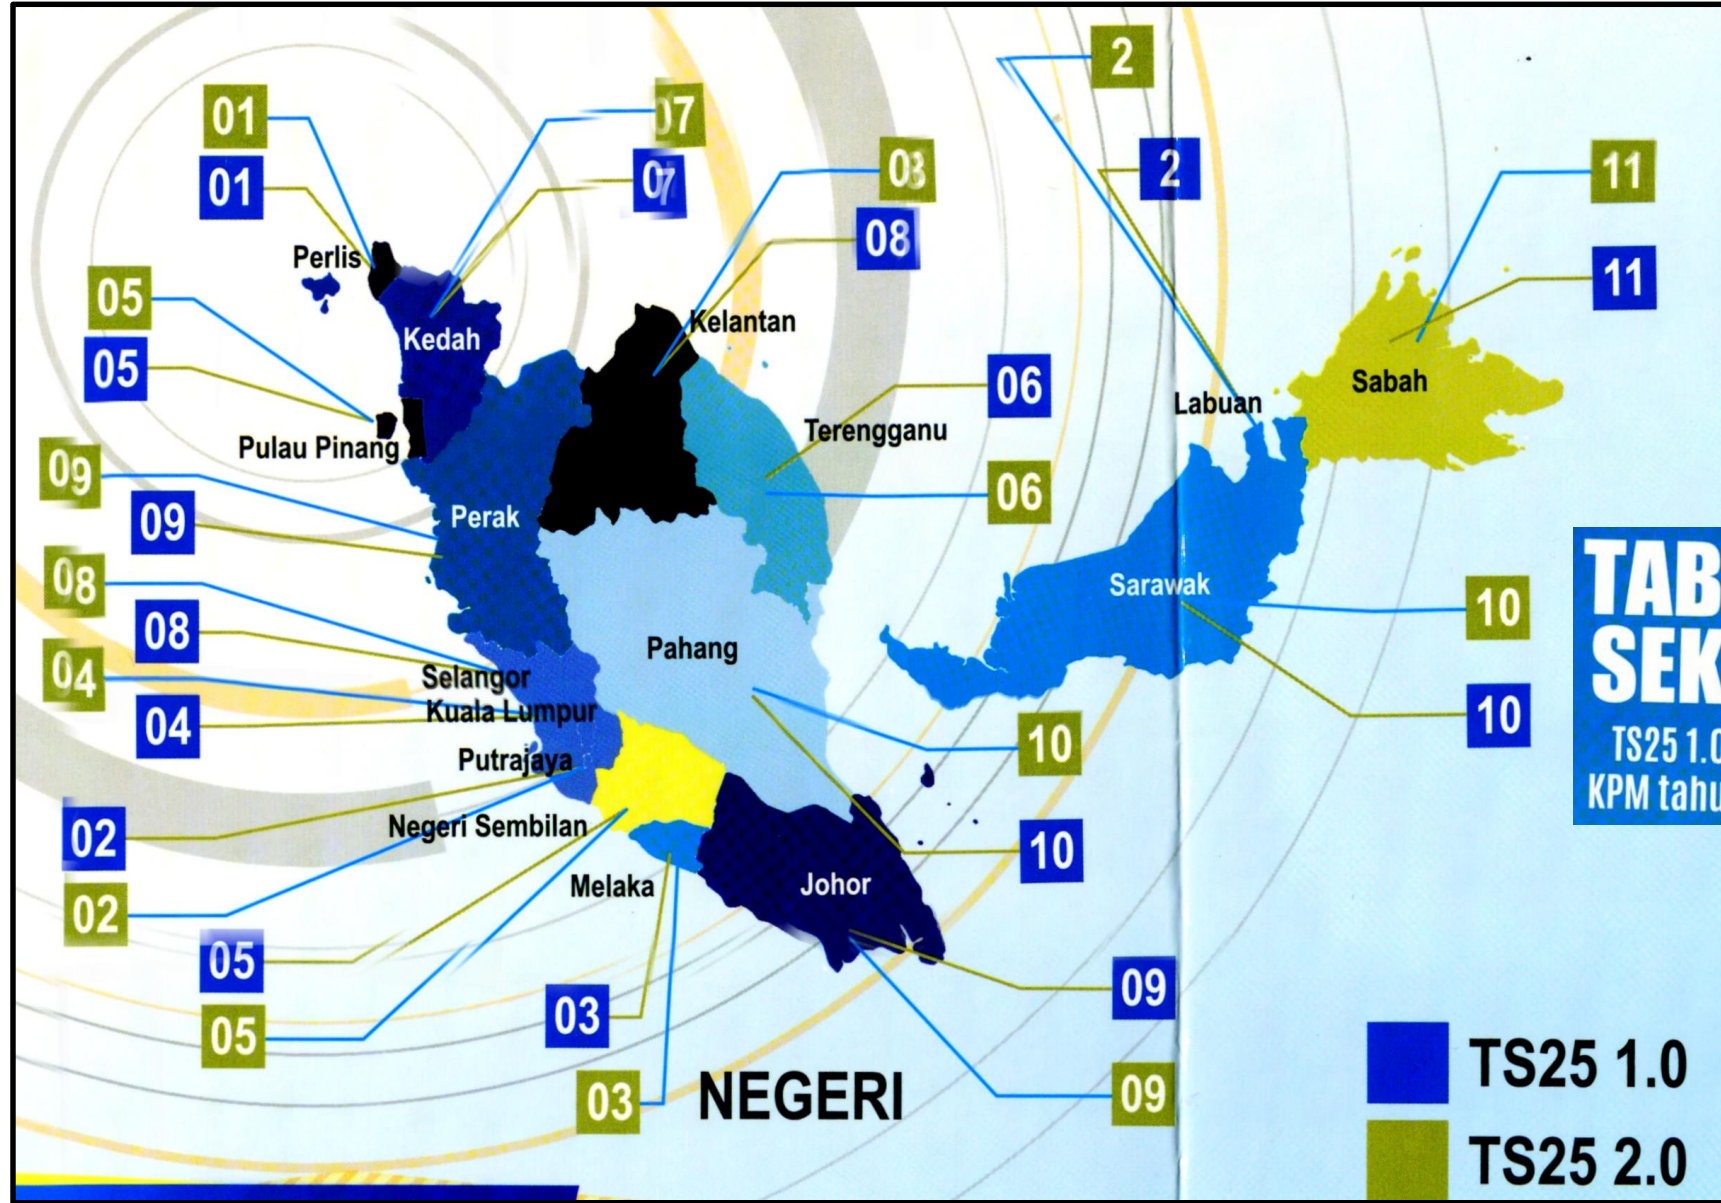 2
01
07
01
07
08
2
11
Perlis
08
11
05
Kelantan
Kedah
05
06
Labuan
Sabah
Pulau Pinang
Terengganu
09
06
09
Perak
08
Sarawak
10
08
Pahang
04
Selangor
Kuala Lumpur
04
10
10
Putrajaya
02
Negeri Sembilan
10
02
Melaka
Johor
05
09
05
03
03
NEGERI
09
TAB
SEK
TS25 1.0
KPM tahu
TS25 1.0
TS25 2.0